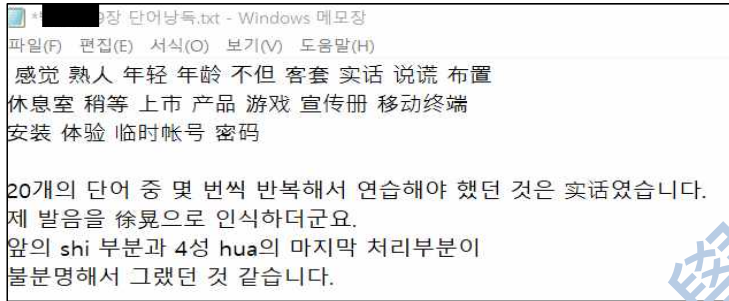 장 단어낭독.txt - Windows 메모장
파일(F) 편집(E) 서식(O) 보기(V) 도움말(H)
感觉 熟人 年轻 年龄 不但 客套 实话 说谎 布置
休息室 稍等 上市 产品 游戏 宣传册 移动终端
安装 体验 临时帐号 密码
20개의 단어 중 몇 번씩 반복해서 연습해야 했던 것은 实话였습니다.
제 발음을 徐晃으로 인식하더군요.
앞의 shi 부분과 4성 hua의 마지막 처리부분이
불분명해서 그랬던 것 같습니다.